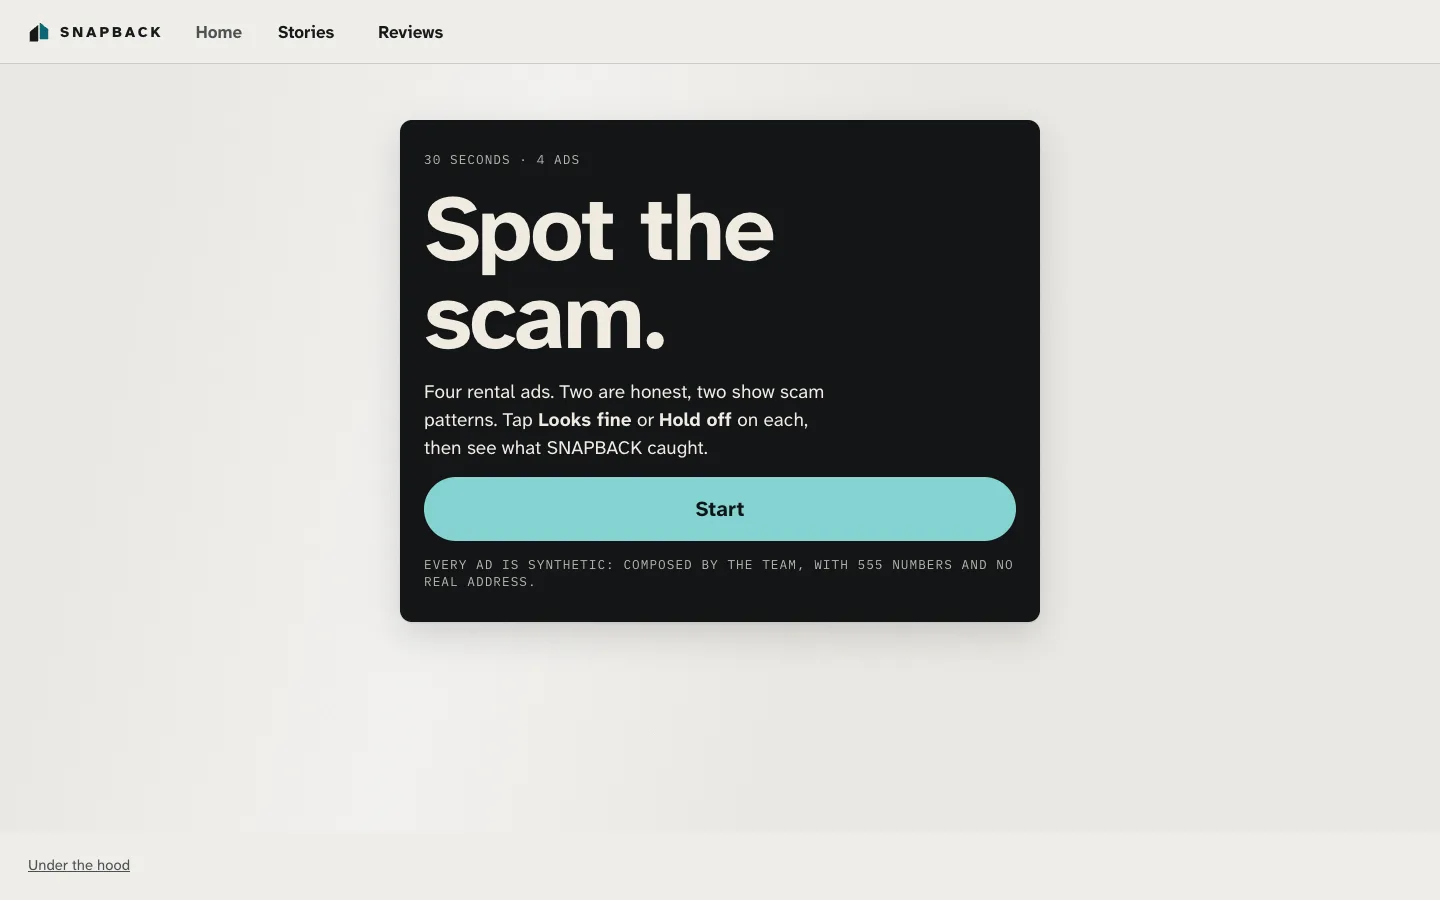 SNAPBACK Home Stories Reviews
30 SECONDS · 4 ADS
Spot the
scam.
Four rental ads. Two are honest, two show scam
patterns. Tap Looks fine or Hold off on each,
then see what SNAPBACK caught.
Start
EVERY AD IS SYNTHETIC: COMPOSED BY THE TEAM, WITH 555 NUMBERS AND NO
REAL ADDRESS.
Under the hood